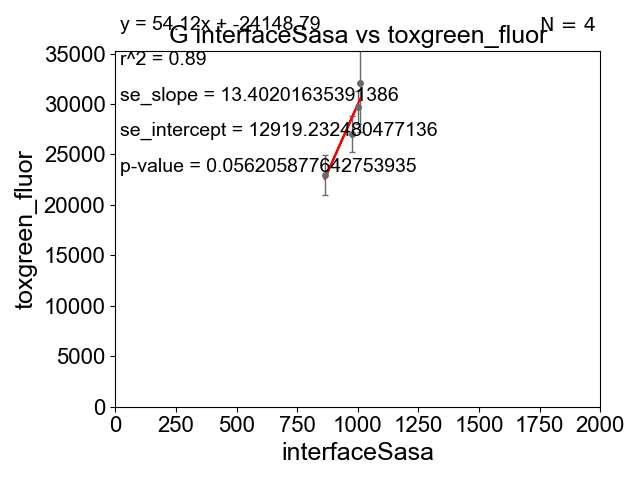 y = 54.12x + -24148.79
N = 4
G interfaceSasa vs toxgreen_fluor
r^2 = 0.89
se_slope = 13.40201635391386
se_intercept = 12919.232480477136
p-value = 0.056205877642753935
toxgreen_fluor
35000
30000
25000
20000
15000
10000
5000
0
0 250 500 750 1000 1250 1500 1750 2000
interfaceSasa